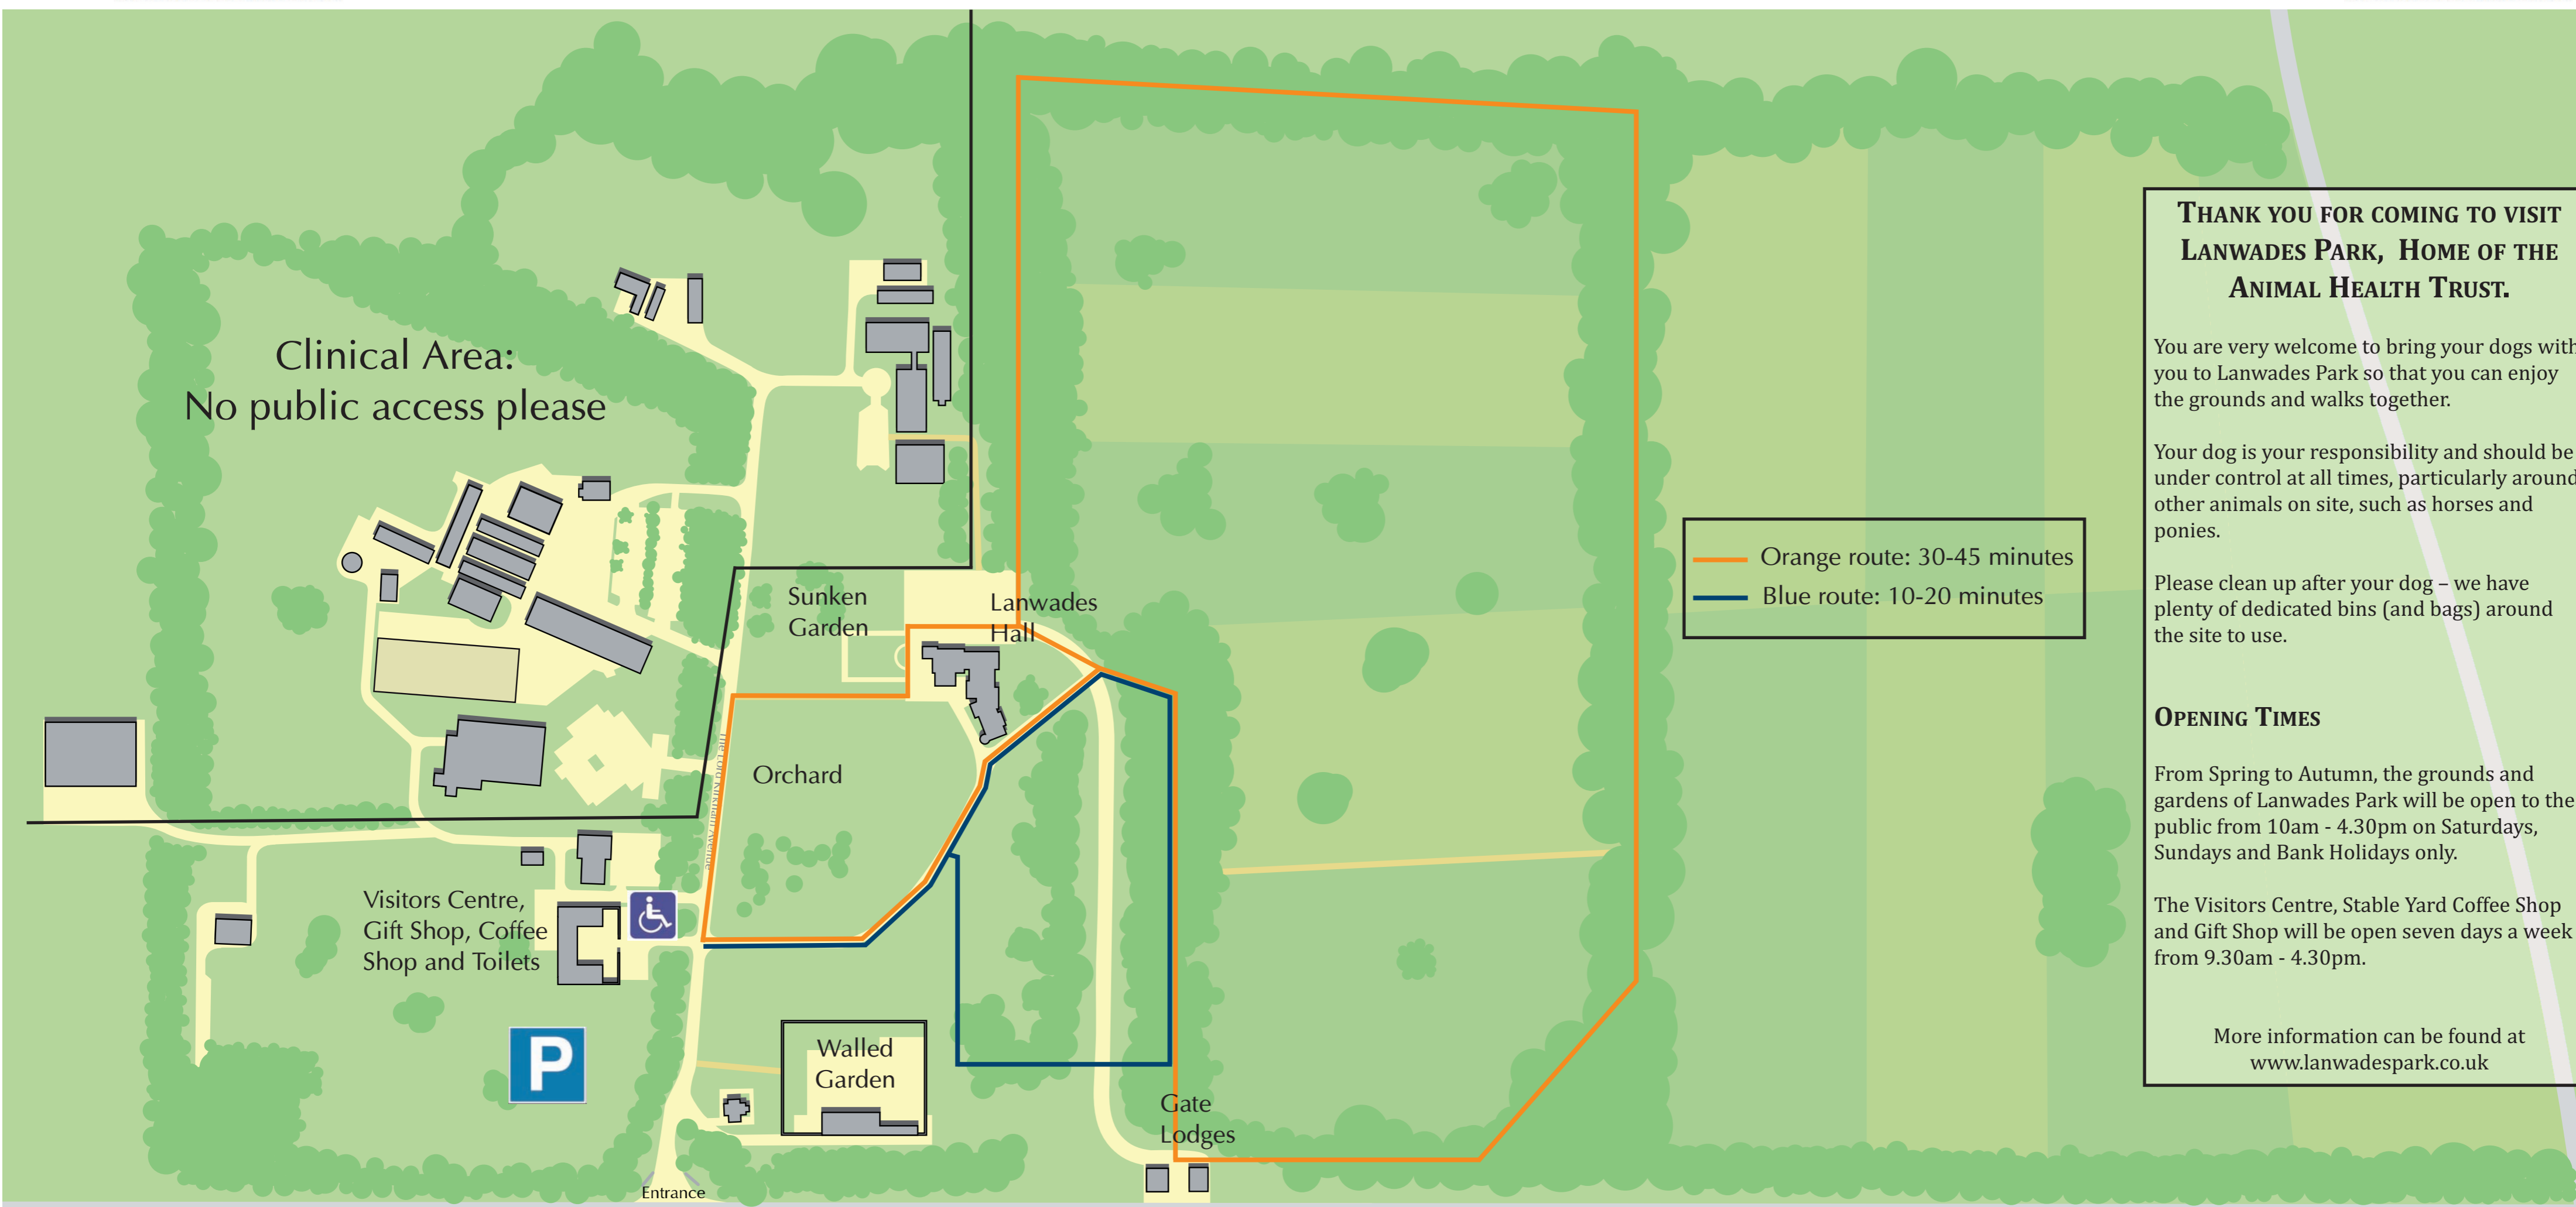 Clinical Area:
No public access please
Sunken
Garden
Lanwades
Hall
Orchard
Visitors Centre,
Gift Shop, Coffee
Shop and Toilets
P
Walled
Garden
Gate
Lodges
Entrance
Orange route: 30-45 minutes
Blue route: 10-20 minutes
THANK YOU FOR COMING TO VISIT
LANWADES PARK, HOME OF THE
ANIMAL HEALTH TRUST.
You are very welcome to bring your dogs with
you to Lanwades Park so that you can enjoy
the grounds and walks together.
Your dog is your responsibility and should be
under control at all times, particularly around
other animals on site, such as horses and
ponies.
Please clean up after your dog – we have
plenty of dedicated bins (and bags) around
the site to use.
OPENING TIMES
From Spring to Autumn, the grounds and
gardens of Lanwades Park will be open to the
public from 10am - 4.30pm on Saturdays,
Sundays and Bank Holidays only.
The Visitors Centre, Stable Yard Coffee Shop
and Gift Shop will be open seven days a week
from 9.30am - 4.30pm.
More information can be found at
www.lanwadespark.co.uk